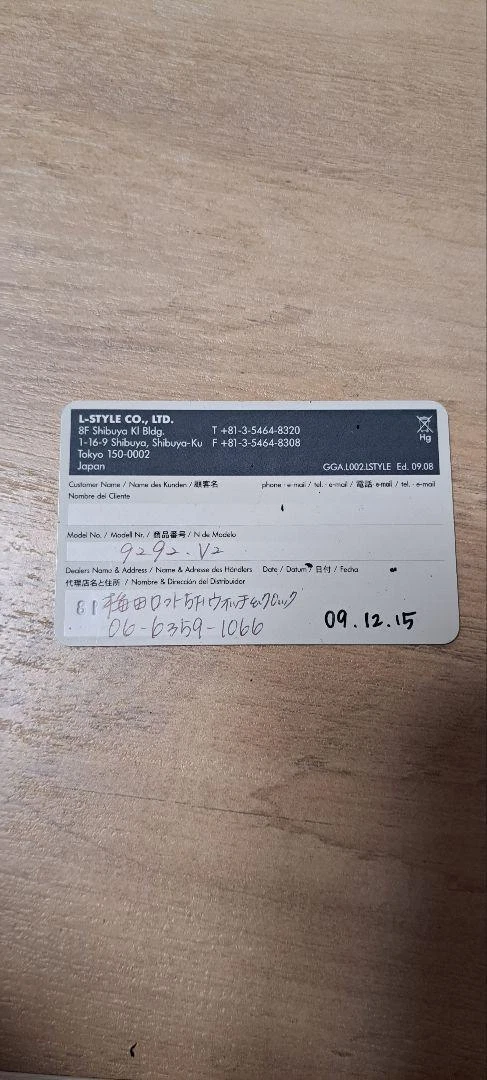 L-STYLE CO., LTD.
8F Shibuya KI Bldg. T +81-3-5464-8320
1-16-9 Shibuya, Shibuya-Ku F +81-3-5464-8308
Tokyo 150-0002
Japan
Hg
GGA.L002.LSTYLE Ed. 09.08
Customer Name / Name des Kunden / 顧客名 phone · e-mail / tel. · e-mail / 電話· e-mail / tel. · e-mail
Nombre del Cliente
Model No. / Modell Nr. / 商品番号 / N de Modelo
9292.V2
Dealers Name & Address / Name & Adresse des Händlers Date / Datum / 日付 / Fecha
代理店名と住所 / Nombre & Dirección del Distribuidor
81 梅田ロフト5Fウォッチ&クロック
06-6359-1066 09.12.15